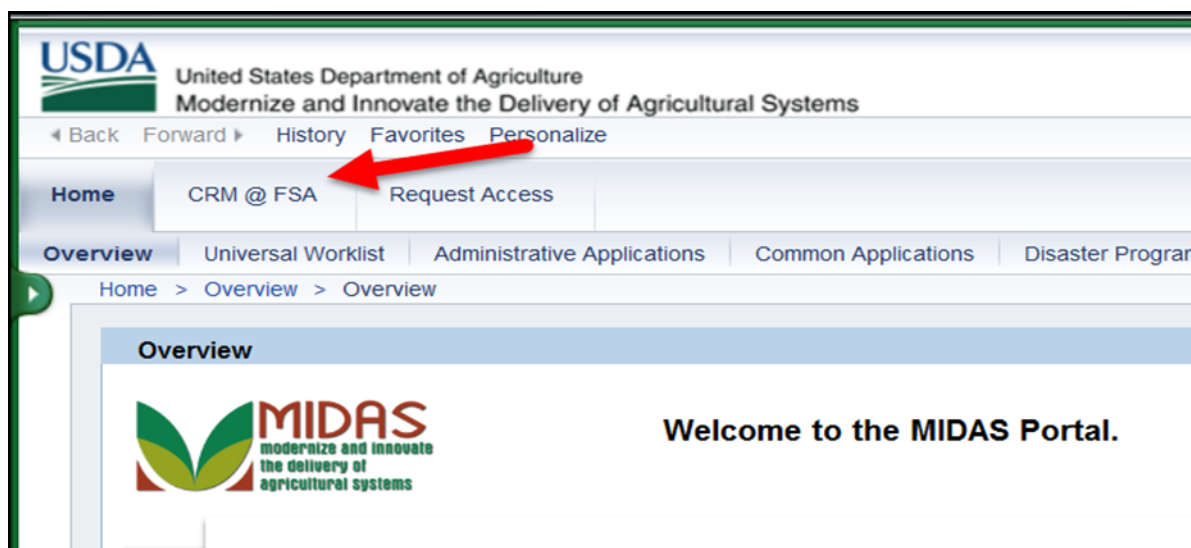 USDA
United States Department of Agriculture
Modernize and Innovate the Delivery of Agricultural Systems
Back Forward History Favorites Personalize
Home CRM @ FSA Request Access
Overview Universal Worklist Administrative Applications Common Applications Disaster Program
Home > Overview > Overview
Overview
MIDAS
modernize and innovate
the delivery of
agricultural systems
Welcome to the MIDAS Portal.